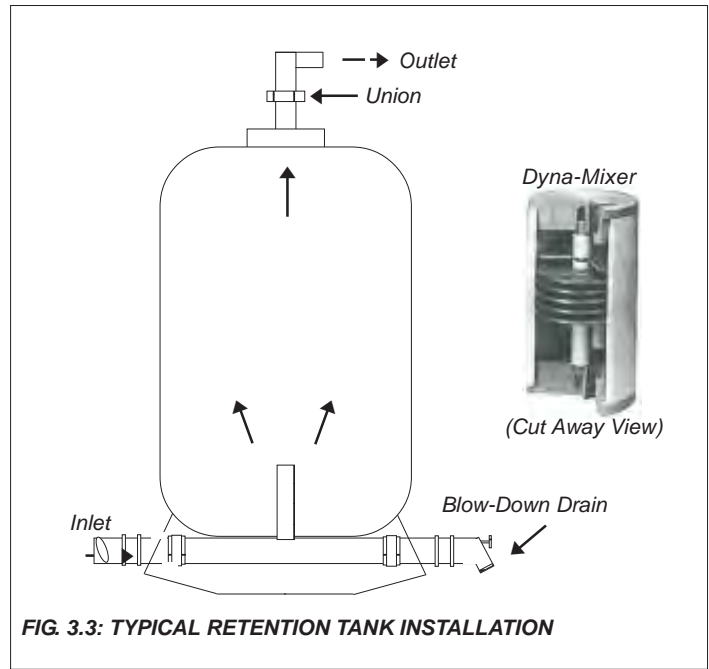 Outlet
Union
Dyna-Mixer
(Cut Away View)
Inlet
Blow-Down Drain
FIG. 3.3: TYPICAL RETENTION TANK INSTALLATION